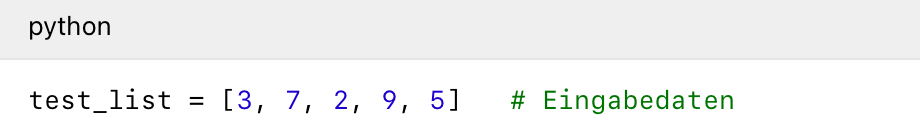 python
test_list = [3, 7, 2, 9, 5]   # Eingabedaten